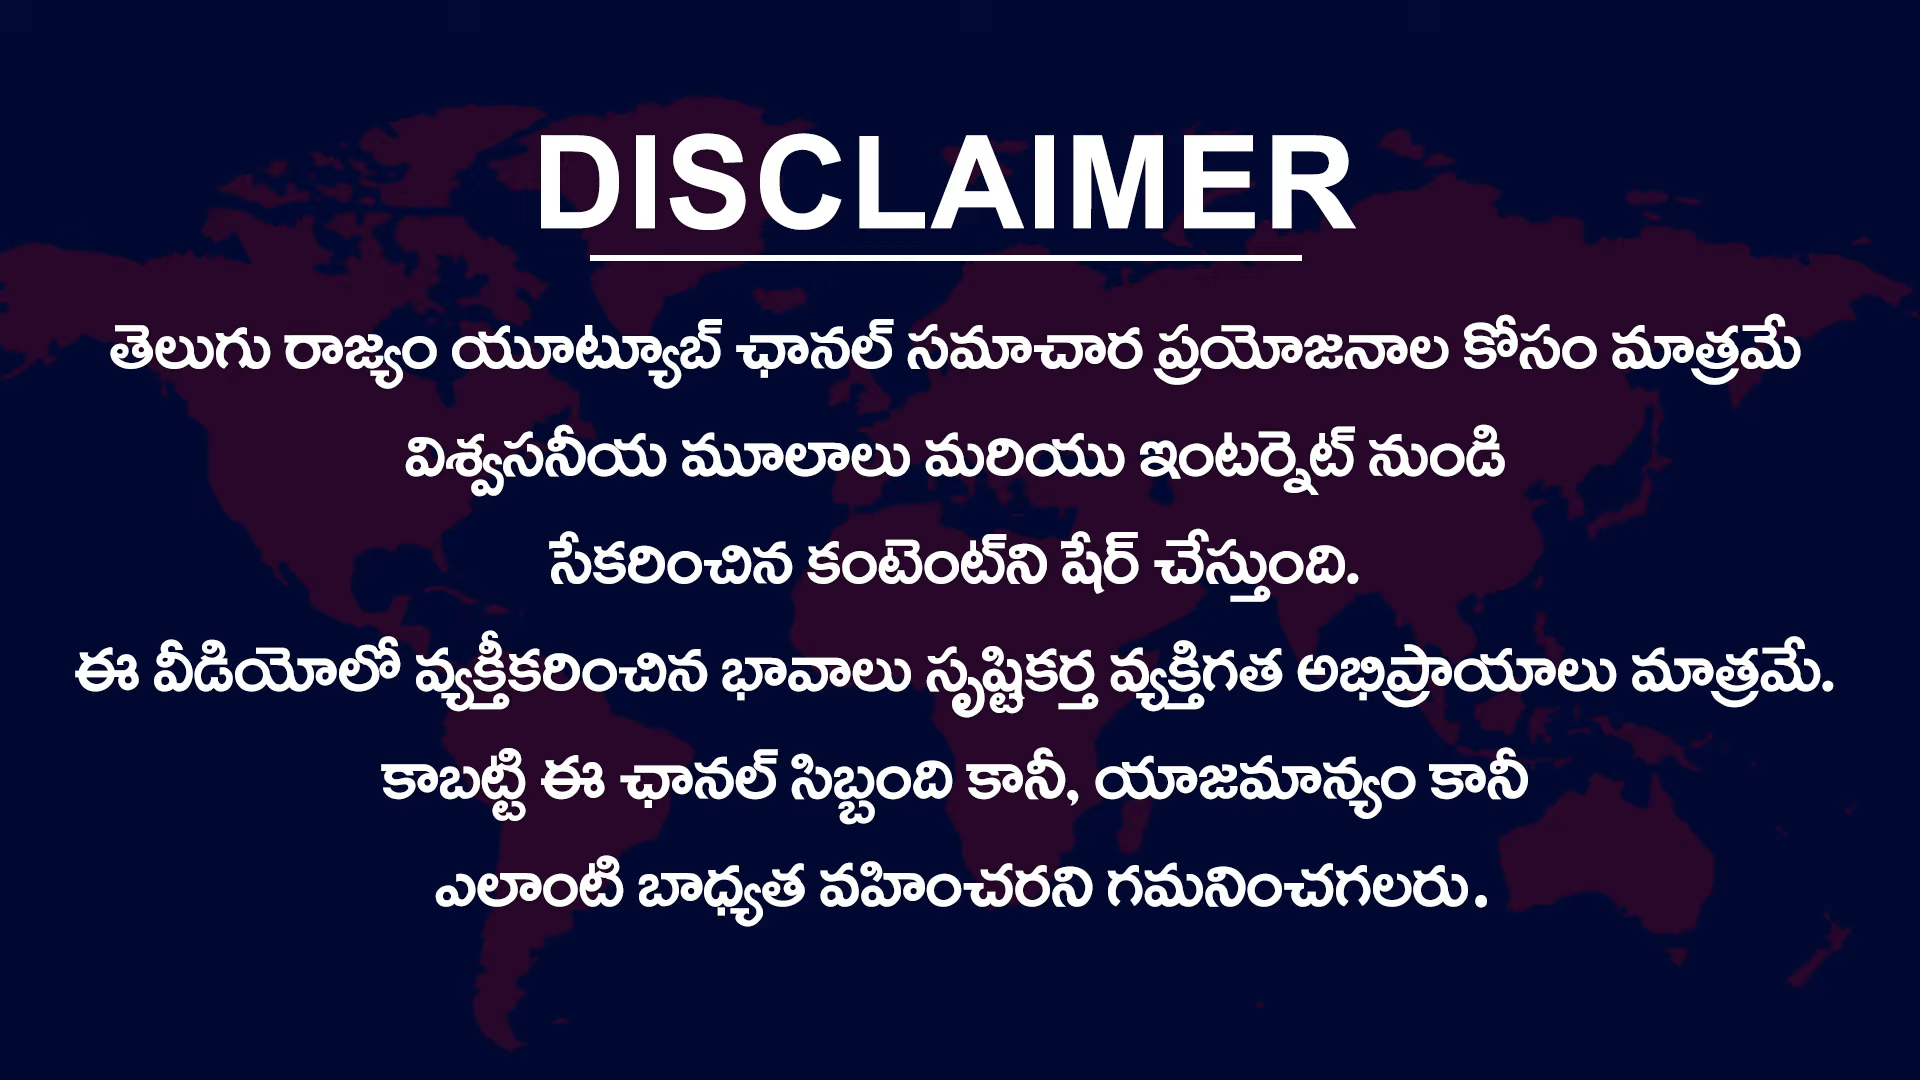 DISCLAIMER
తెలుగు రాజ్యం యూట్యూబ్ ఛానల్ సమాచార ప్రయోజనాల కోసం మాత్రమే
విశ్వసనీయ మూలాలు మరియు ఇంటర్నెట్ నుండి
సేకరించిన కంటెంట్‌ని షేర్ చేస్తుంది.
ఈ వీడియోలో వ్యక్తీకరించిన భావాలు సృష్టికర్త వ్యక్తిగత అభిప్రాయాలు మాత్రమే.
కాబట్టి ఈ ఛానల్ సిబ్బంది కానీ, యాజమాన్యం కానీ
ఎలాంటి బాధ్యత వహించరని గమనించగలరు.